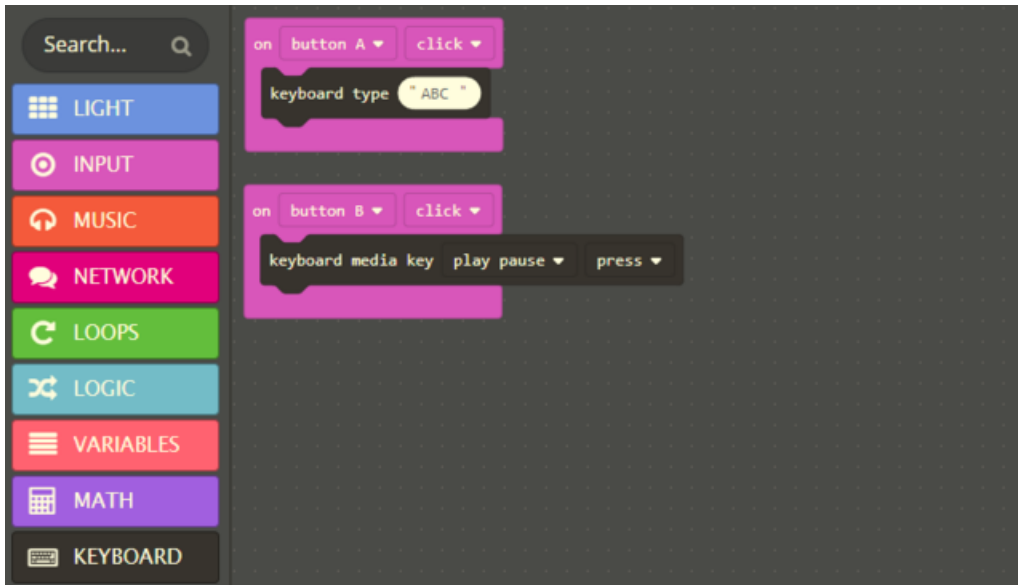 Search...
LIGHT
INPUT
MUSIC
NETWORK
LOOPS
LOGIC
VARIABLES
MATH
KEYBOARD
on button A click
keyboard type "ABC "
on button B click
keyboard media key play pause press